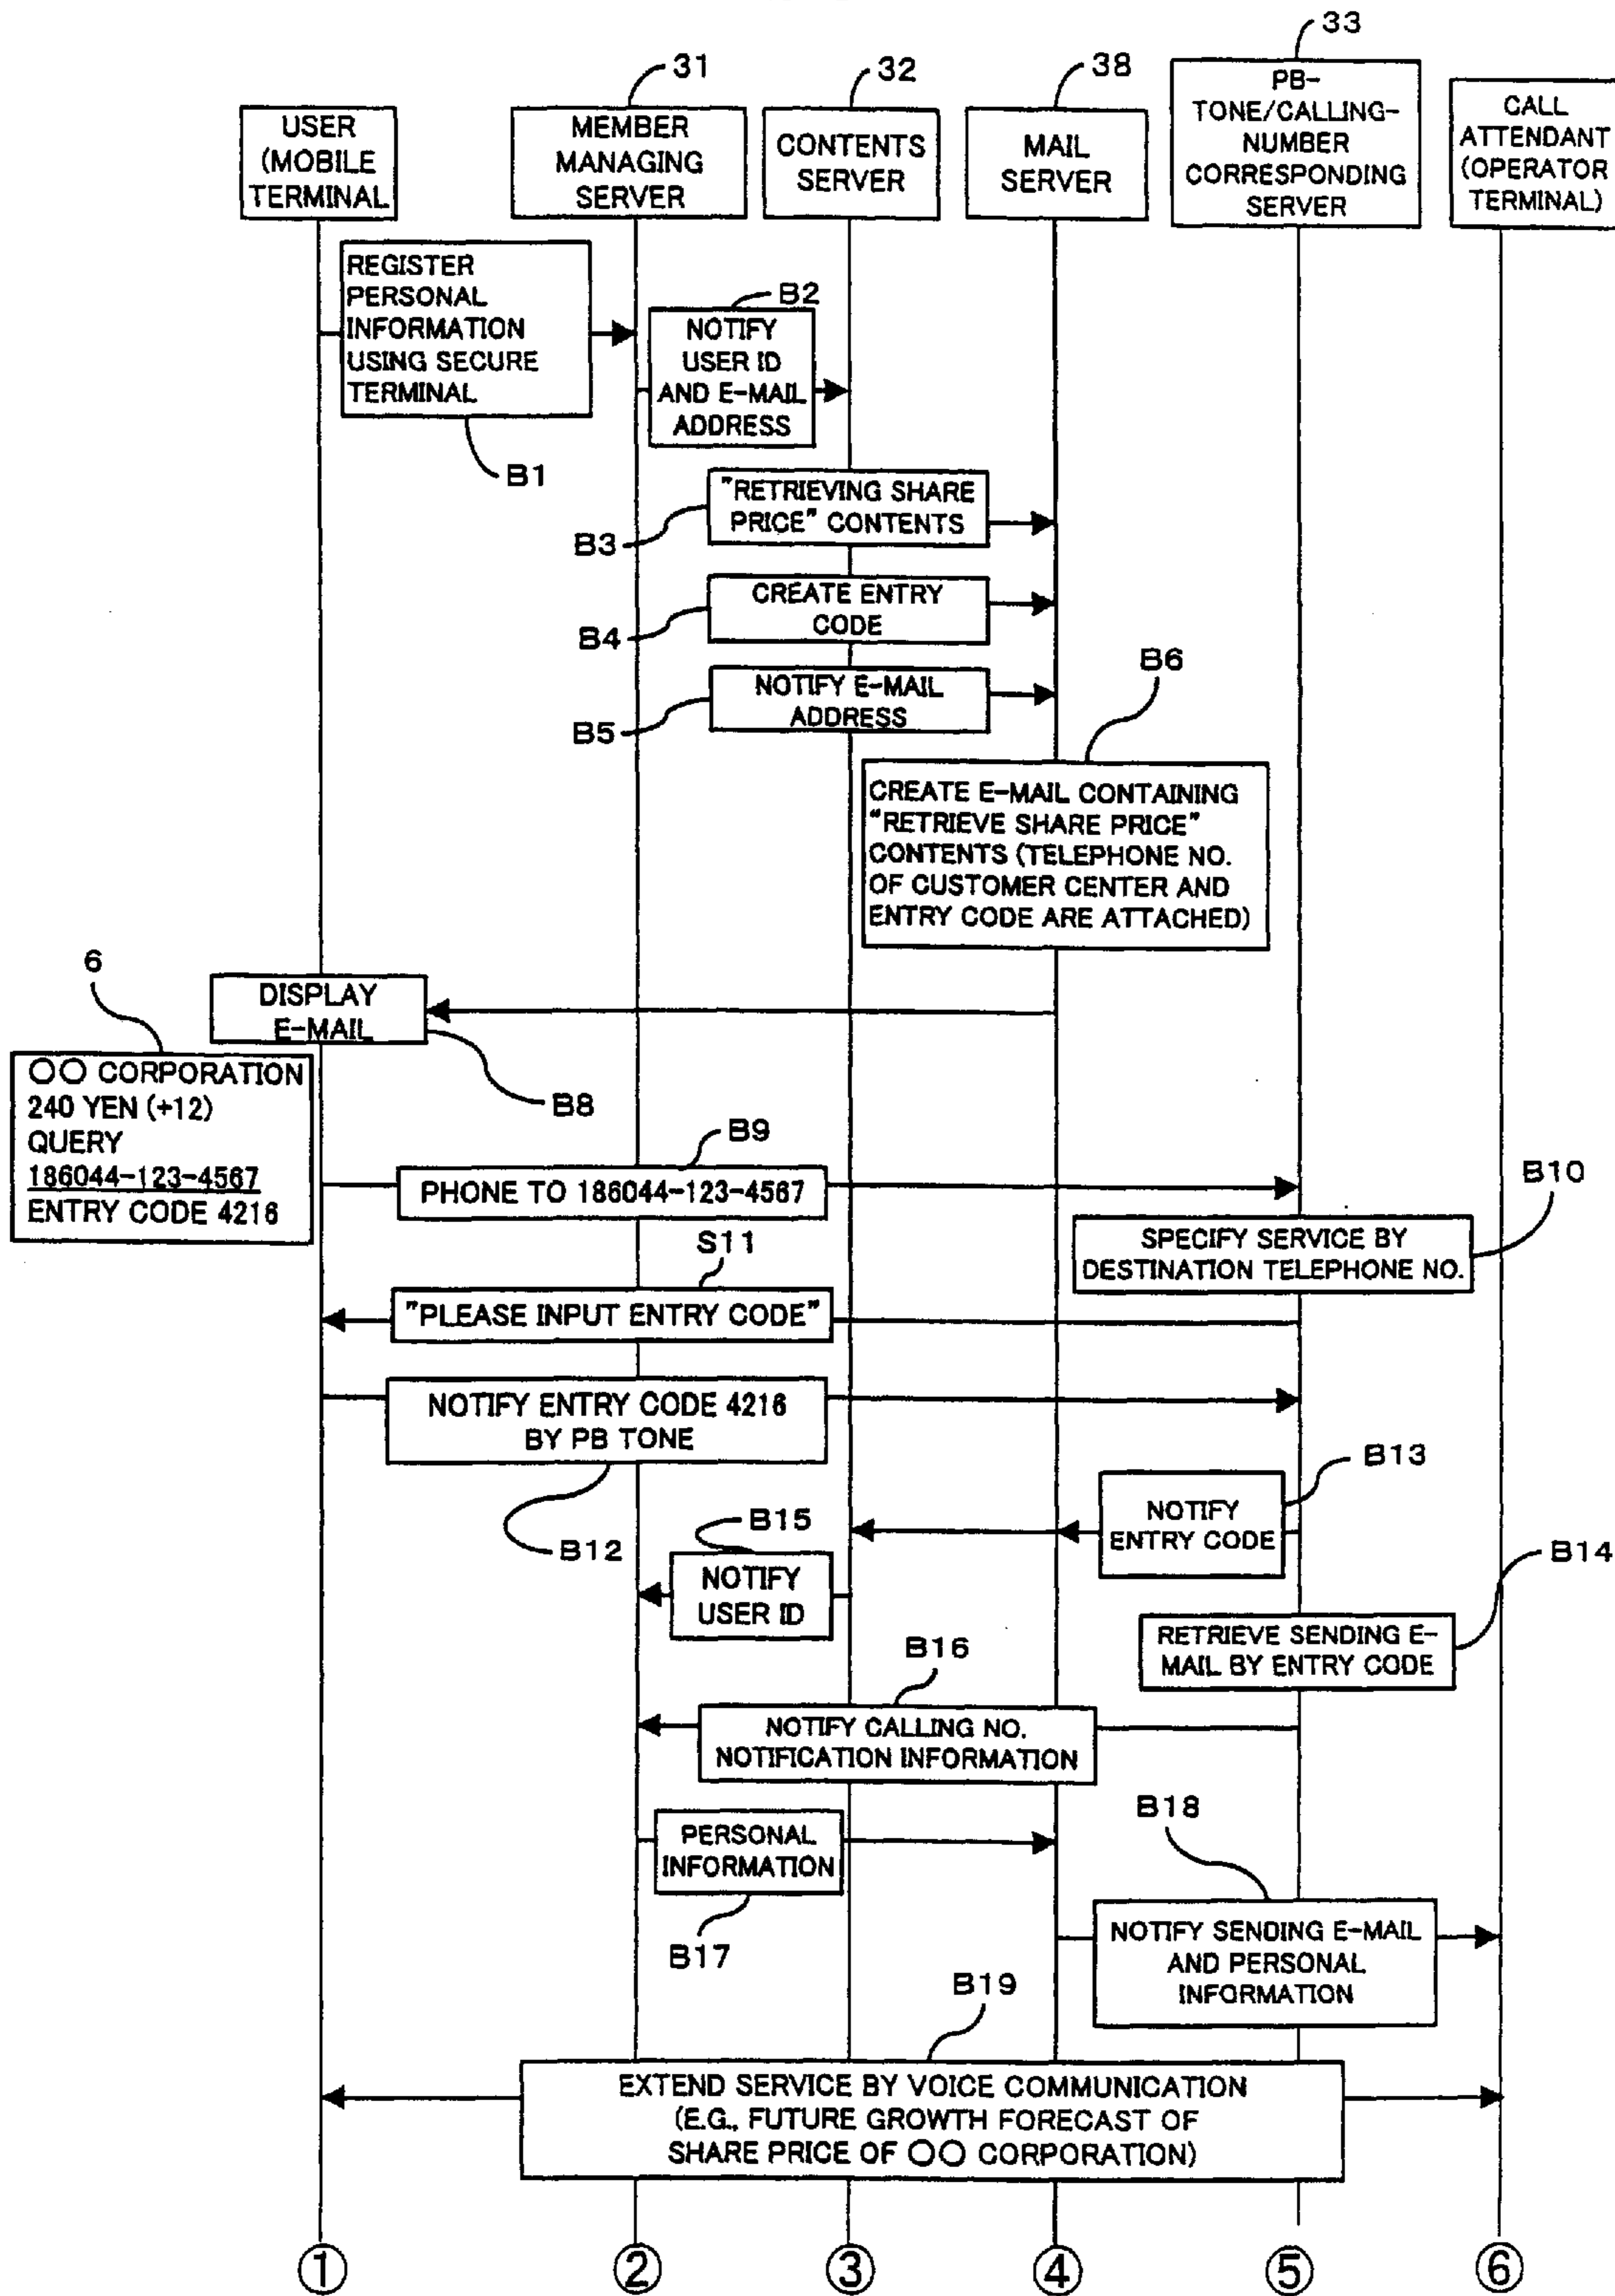 33
31
32
38
USER
(MOBILE
TERMINAL
MEMBER
MANAGING
SERVER
CONTENTS
SERVER
MAIL
SERVER
PB-
TONE/CALLING-
NUMBER
CORRESPONDING
SERVER
CALL
ATTENDANT
(OPERATOR
TERMINAL)
REGISTER
PERSONAL
INFORMATION
USING SECURE
TERMINAL
B1
B2
NOTIFY
USER ID
AND E-MAIL
ADDRESS
"RETRIEVING SHARE
PRICE" CONTENTS
B3
CREATE ENTRY
CODE
B4
NOTIFY E-MAIL
ADDRESS
B5
B6
CREATE E-MAIL CONTAINING
"RETRIEVE SHARE PRICE"
CONTENTS (TELEPHONE NO.
OF CUSTOMER CENTER AND
ENTRY CODE ARE ATTACHED)
6
DISPLAY
E-MAIL
B8
○○ CORPORATION
240 YEN (+12)
QUERY
186044-123-4567
ENTRY CODE 4216
B9
PHONE TO 186044-123-4567
B10
SPECIFY SERVICE BY
DESTINATION TELEPHONE NO.
S11
"PLEASE INPUT ENTRY CODE"
NOTIFY ENTRY CODE 4216
BY PB TONE
B12
B13
NOTIFY
ENTRY CODE
B15
NOTIFY
USER ID
B14
RETRIEVE SENDING E-
MAIL BY ENTRY CODE
B16
NOTIFY CALLING NO.
NOTIFICATION INFORMATION
PERSONAL
INFORMATION
B17
B18
NOTIFY SENDING E-MAIL
AND PERSONAL
INFORMATION
B19
EXTEND SERVICE BY VOICE COMMUNICATION
(E.G., FUTURE GROWTH FORECAST OF
SHARE PRICE OF ○○ CORPORATION)
① ② ③ ④ ⑤ ⑥